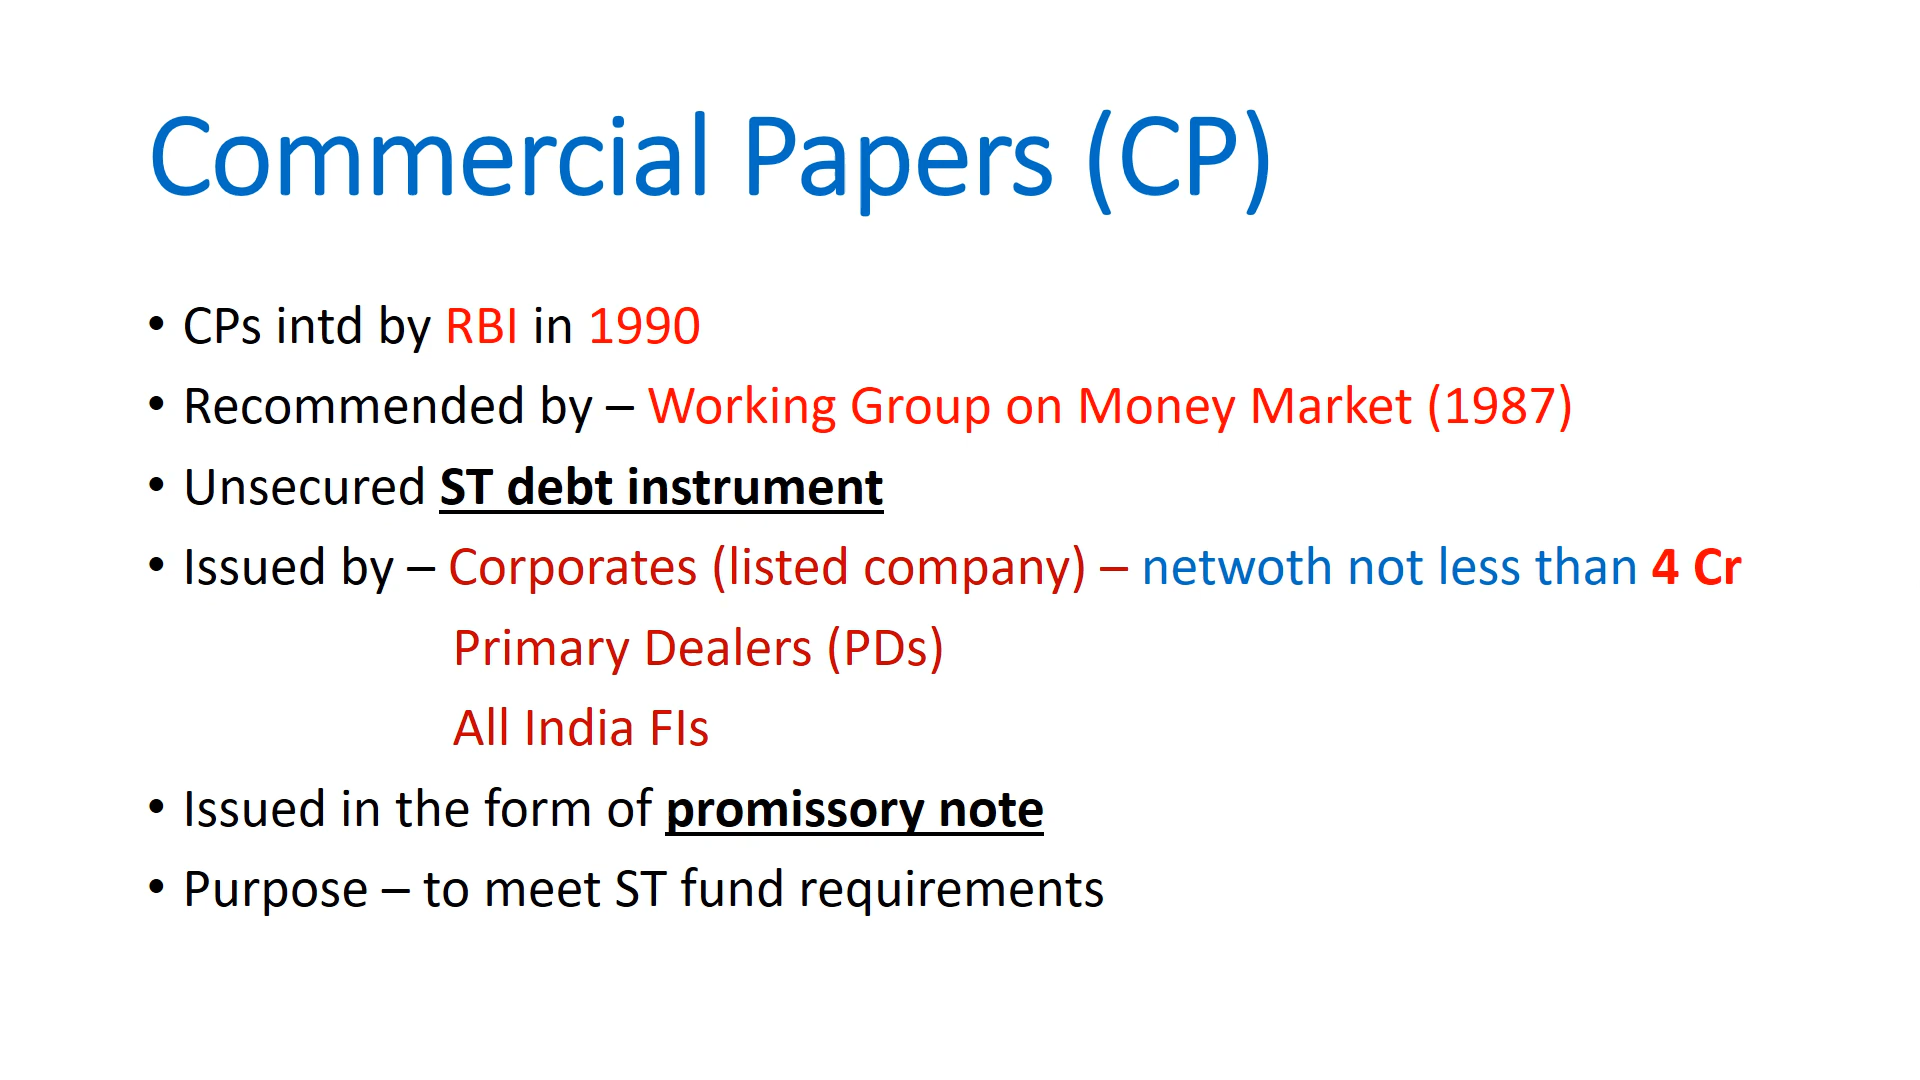 Commercial Papers (CP)
• CPs intd by RBI in 1990
• Recommended by – Working Group on Money Market (1987)
• Unsecured ST debt instrument
• Issued by – Corporates (listed company) – netwoth not less than 4 Cr
Primary Dealers (PDs)
All India FIs
• Issued in the form of promissory note
• Purpose – to meet ST fund requirements